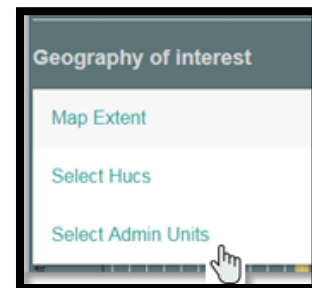 Geography of interest
Map Extent
Select Hucs
Select Admin Units